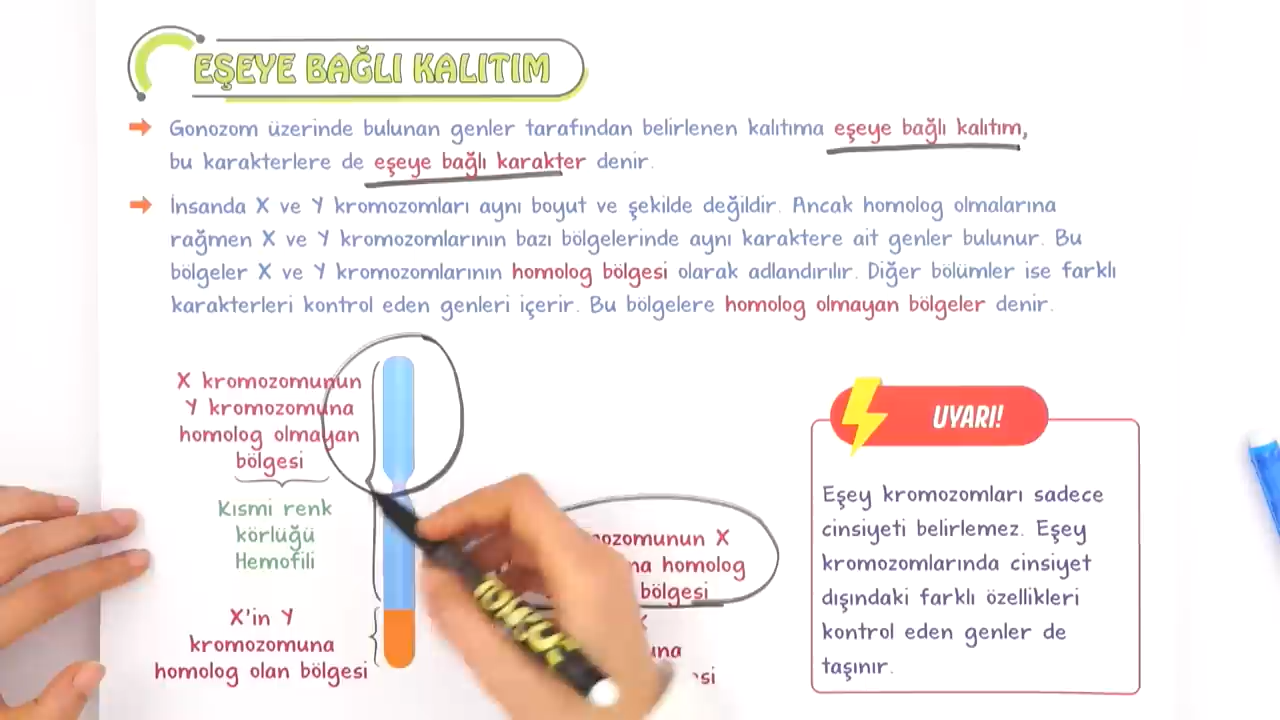 EŞEYE BAĞLI KALITIM
Gonozom üzerinde bulunan genler tarafından belirlenen kalıtıma eşeye bağlı kalıtım,
bu karakterlere de eşeye bağlı karakter denir.
İnsanda X ve Y kromozomları aynı boyut ve şekilde değildir. Ancak homolog olmalarına
rağmen X ve Y kromozomlarının bazı bölgelerinde aynı karaktere ait genler bulunur. Bu
bölgeler X ve Y kromozomlarının homolog bölgesi olarak adlandırılır. Diğer bölümler ise farklı
karakterleri kontrol eden genleri içerir. Bu bölgelere homolog olmayan bölgeler denir.
X kromozomunun
Y kromozomuna
homolog olmayan
bölgesi
Kısmi renk
körlüğü
Hemofili
X'in Y
kromozomuna
homolog olan bölgesi
X
homolog
bölgesi
UYARI!
Eşey kromozomları sadece
cinsiyeti belirlemez. Eşey
kromozomlarında cinsiyet
dışındaki farklı özellikleri
kontrol eden genler de
taşınır.